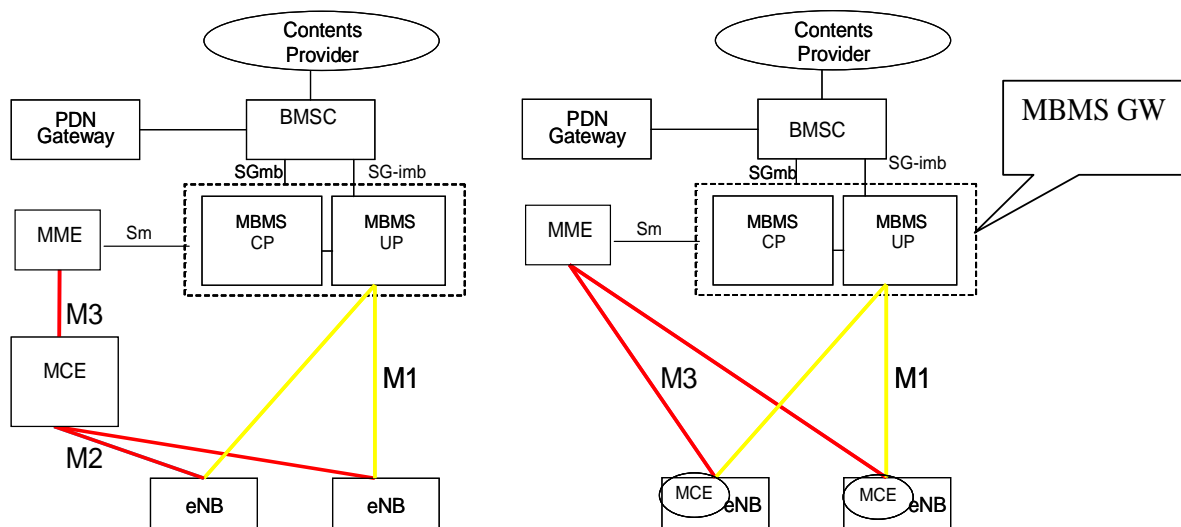 Contents
Provider
PDN
Gateway
BMSC
SGmb
SG-imb
MME
Sm
MBMS
CP
MBMS
UP
M3
MCE
M1
M2
eNB
eNB
Contents
Provider
PDN
Gateway
BMSC
MBMS GW
SGmb
SG-imb
MME
Sm
MBMS
CP
MBMS
UP
M3
M1
MCE
eNB
MCE
eNB